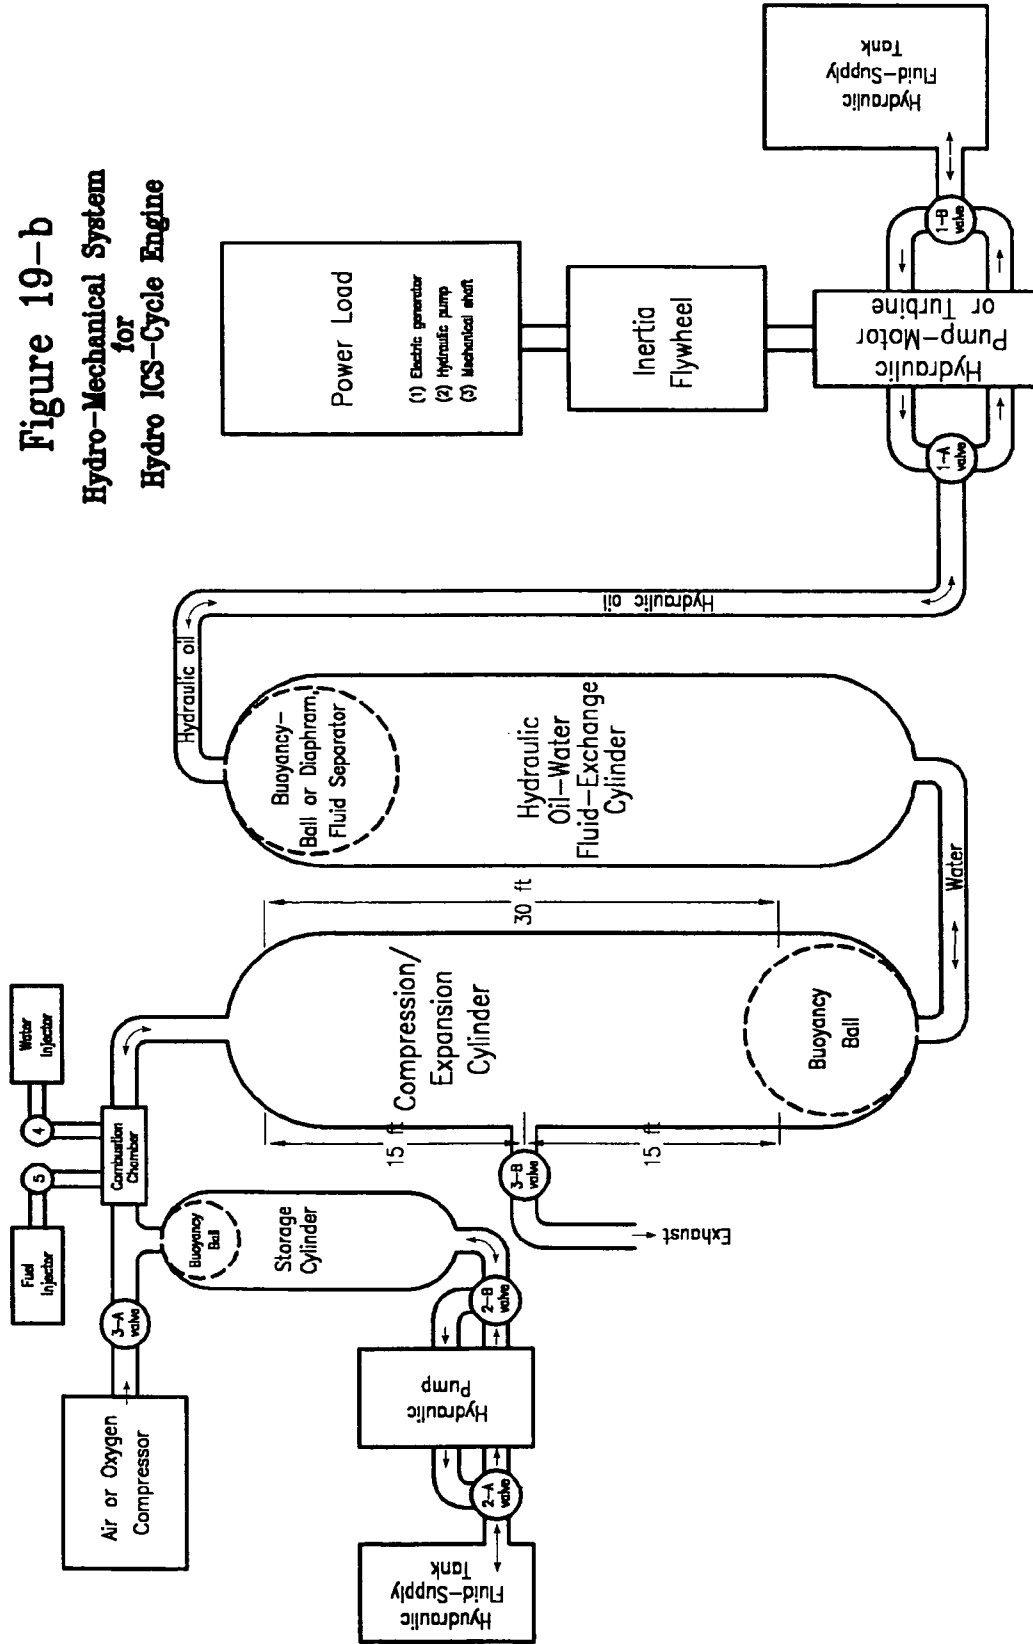 Figure 19-b
Hydro-Mechanical System
for
Hydro ICS-Cycle Engine
Fuel
Injector
5
Water
Injector
4
Combustion
Chamber
Air or Oxygen
Compressor
3-A
valve
Buoyancy
Ball
Storage
Cylinder
Hyudraulic
Fluid-Supply
Tank
2-A
valve
Hydraulic
Pump
2-B
valve
Exhaust
3-B
valve
15 ft
15 ft
30 ft
Compression/
Expansion
Cylinder
Buoyancy
Ball
Water
Buoyancy-
Ball or Diaphram,
Fluid Separator
Hydraulic
Oil-Water
Fluid-Exchange
Cylinder
Hydraulic oil
Hydraulic oil
Power Load
(1) Electric generator
(2) Hydraulic pump
(3) Mechanical shaft
Inertia
Flywheel
1-A
valve
Hydraulic
Pump-Motor
or Turbine
1-B
valve
Hydraulic
Fluid-Supply
Tank